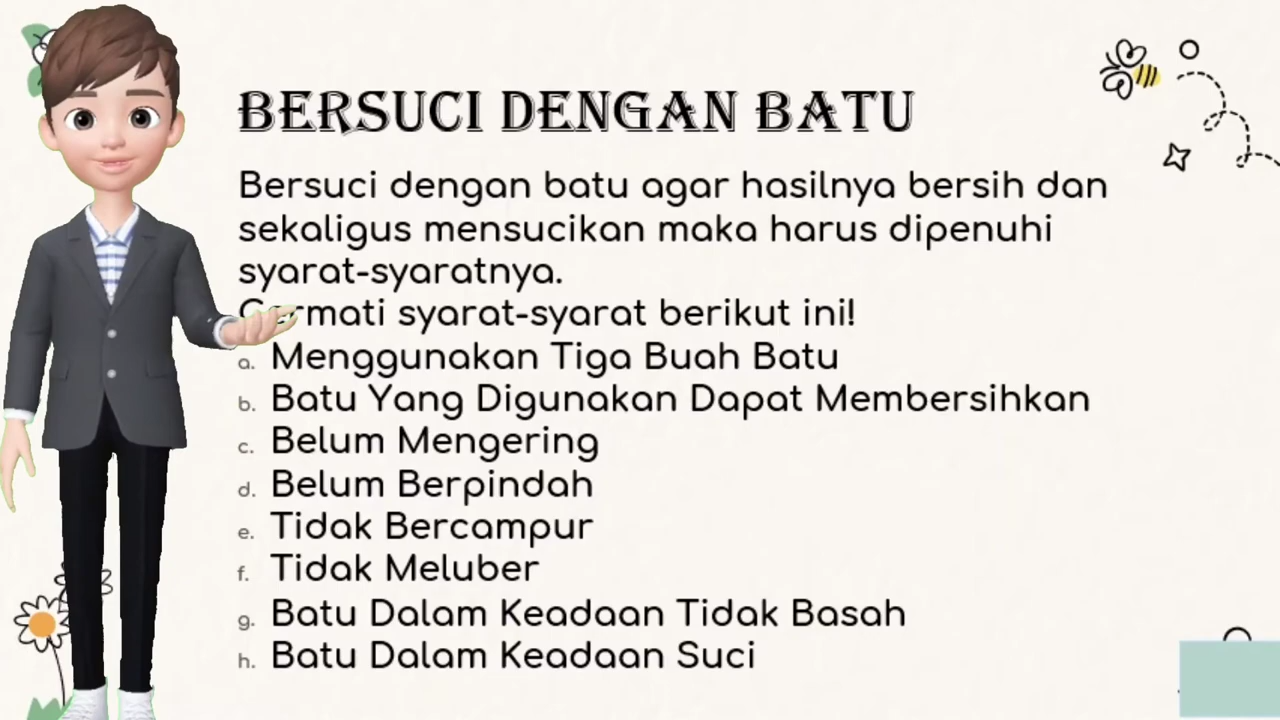 BERSUCI DENGAN BATU
Bersuci dengan batu agar hasilnya bersih dan
sekaligus mensucikan maka harus dipenuhi
syarat-syaratnya.
Cermati syarat-syarat berikut ini!
a. Menggunakan Tiga Buah Batu
b. Batu Yang Digunakan Dapat Membersihkan
c. Belum Mengering
d. Belum Berpindah
e. Tidak Bercampur
f. Tidak Meluber
g. Batu Dalam Keadaan Tidak Basah
h. Batu Dalam Keadaan Suci